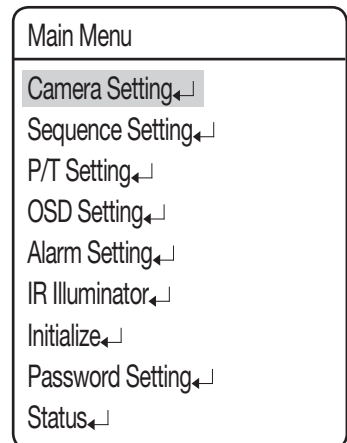 Main Menu
Camera Setting↵
Sequence Setting↵
P/T Setting↵
OSD Setting↵
Alarm Setting↵
IR Illuminator↵
Initialize↵
Password Setting↵
Status↵